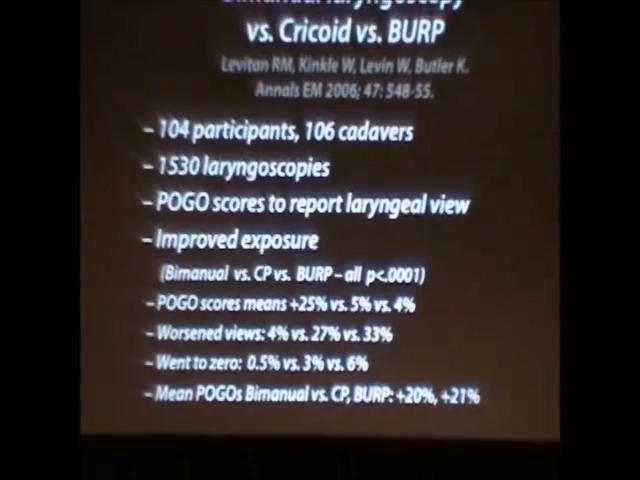 Bimanual laryngoscopy
vs. Cricoid vs. BURP
Levitan RM, Kinkle W, Levin W, Butler K.
Annals EM 2006; 47: 548-55.
– 104 participants, 106 cadavers
– 1530 laryngoscopies
– POGO scores to report laryngeal view
– Improved exposure
(Bimanual vs. CP vs. BURP – all p<.0001)
– POGO scores means +25% vs. 5% vs. 4%
– Worsened views: 4% vs. 27% vs. 33%
– Went to zero: 0.5% vs. 3% vs. 6%
– Mean POGOs Bimanual vs. CP, BURP: +20%, +21%